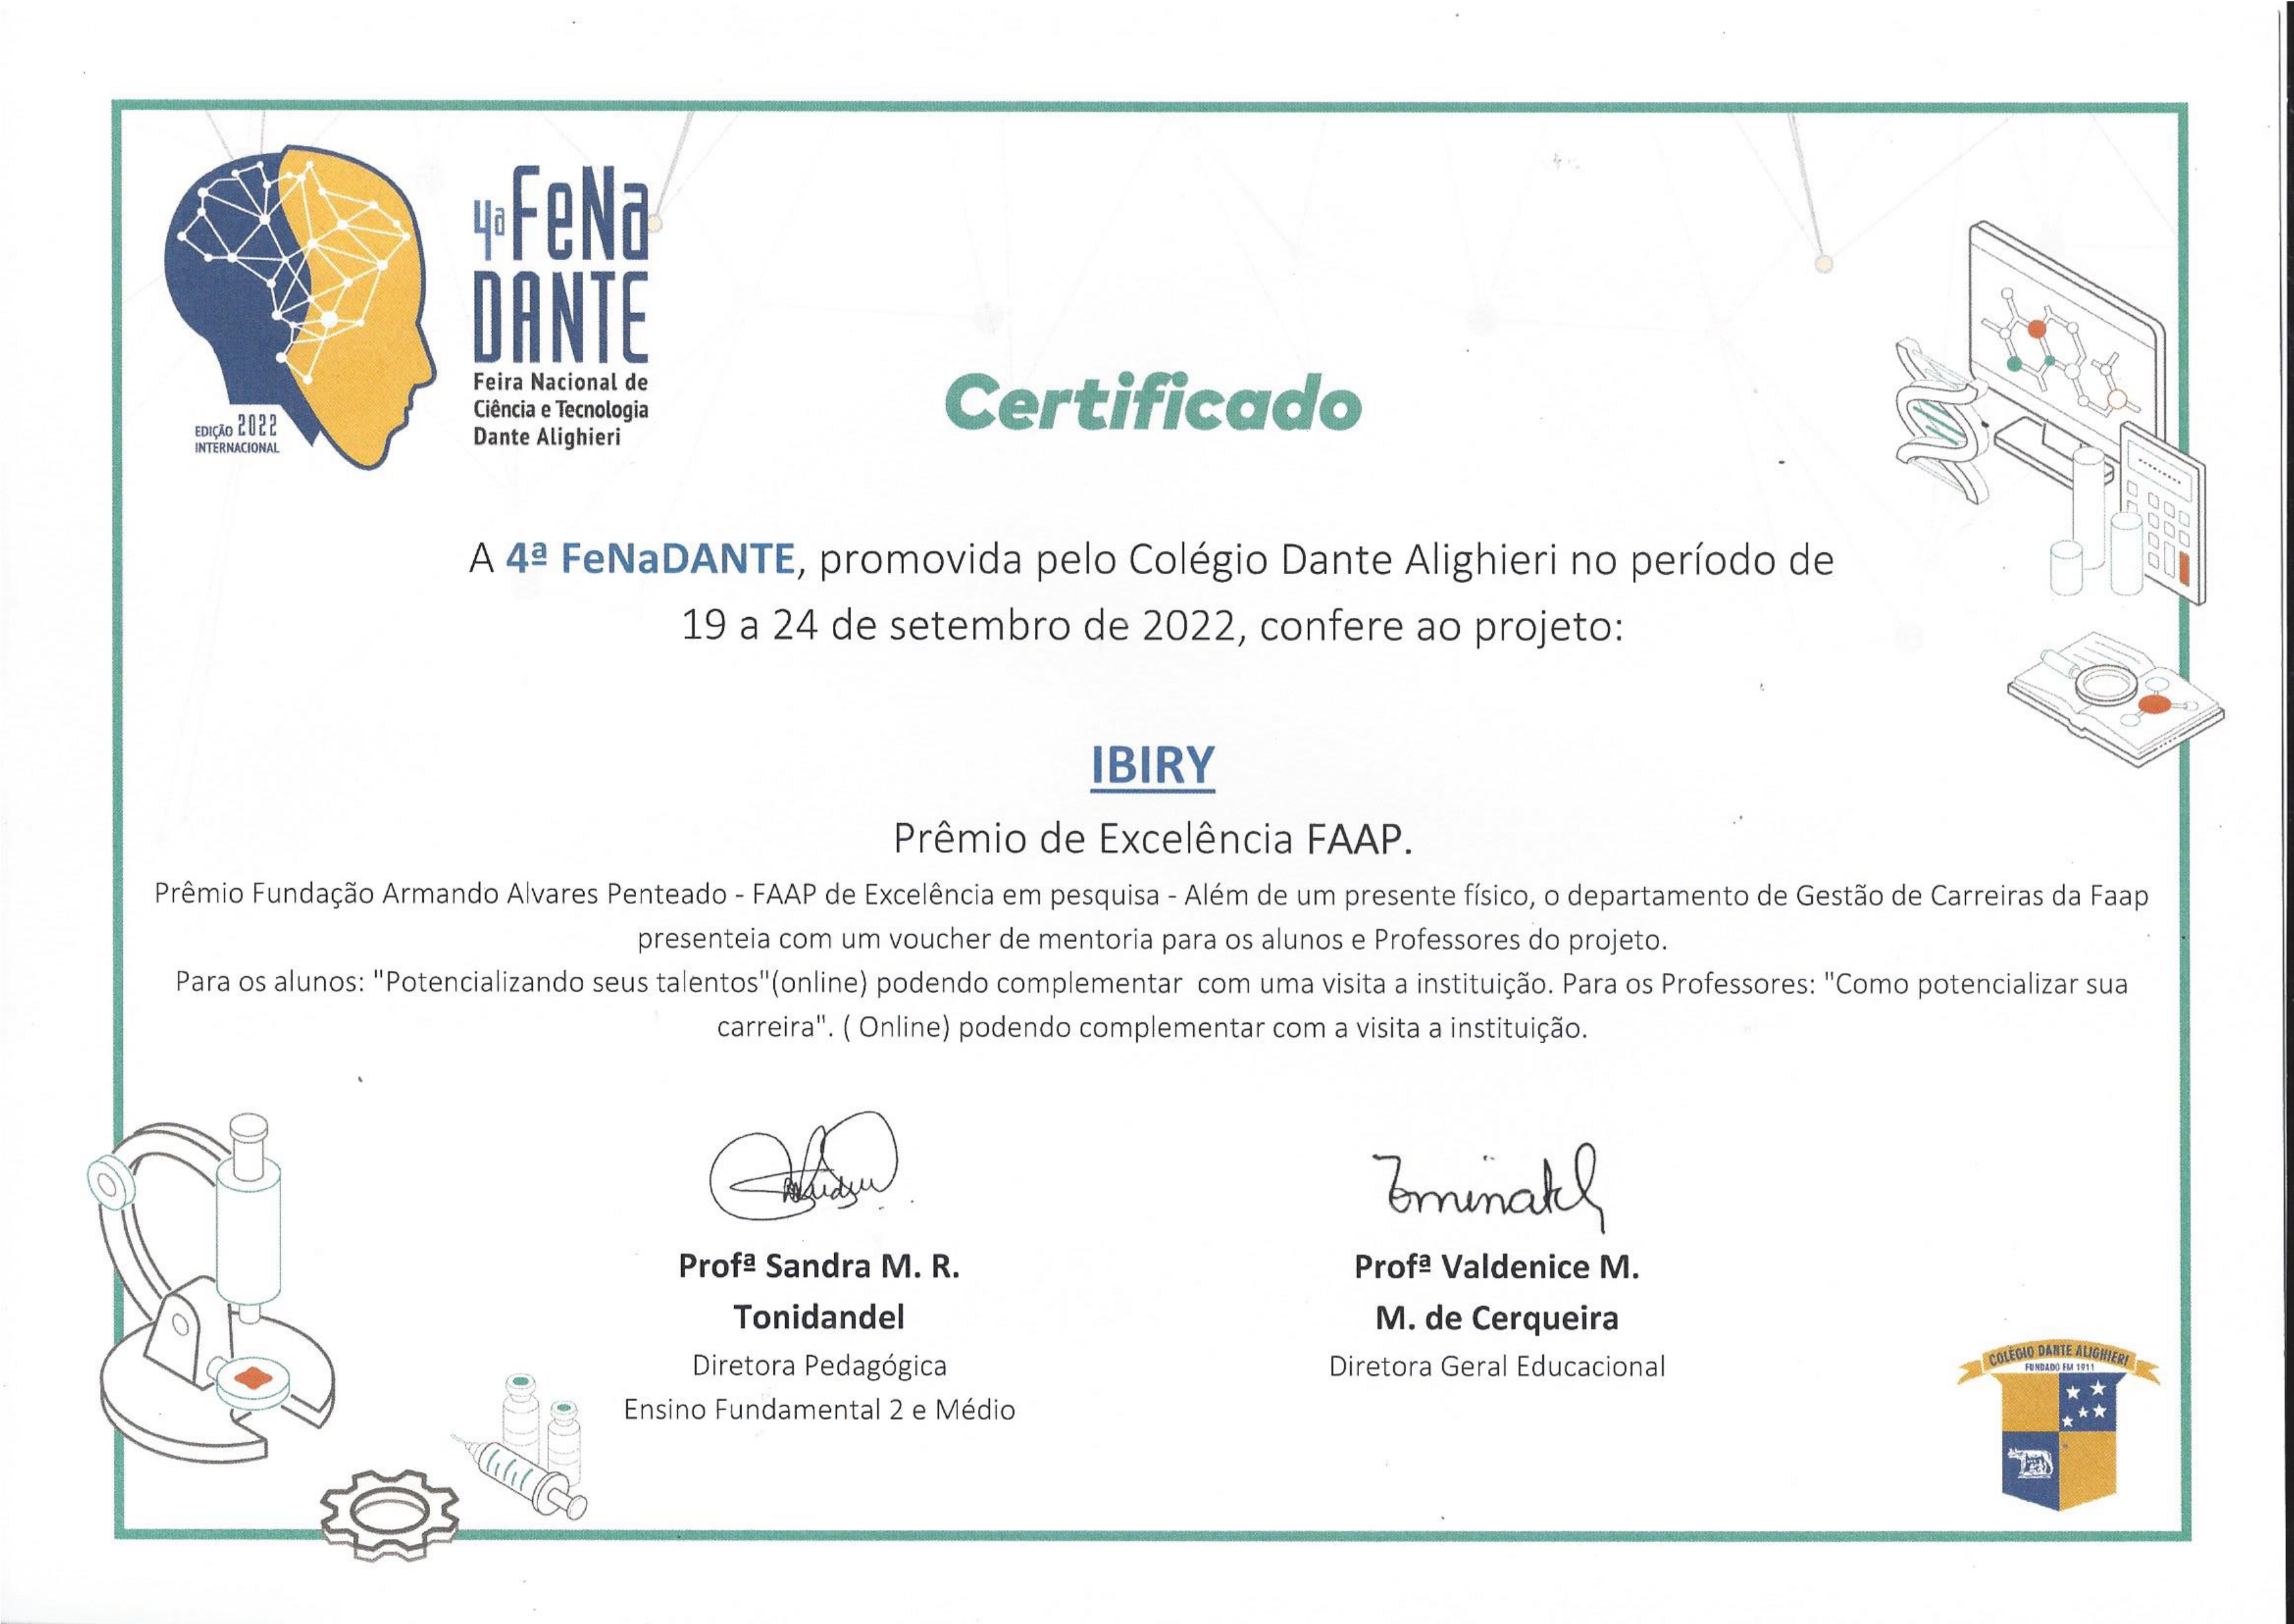 4ª FeNa
DANTE
Feira Nacional de
Ciência e Tecnologia
Dante Alighieri
EDIÇÃO 2022
INTERNACIONAL
Certificado
A 4ª FeNaDANTE, promovida pelo Colégio Dante Alighieri no período de
19 a 24 de setembro de 2022, confere ao projeto:
IBIRY
Prêmio de Excelência FAAP.
Prêmio Fundação Armando Alvares Penteado - FAAP de Excelência em pesquisa - Além de um presente físico, o departamento de Gestão de Carreiras da Faap
presenteia com um voucher de mentoria para os alunos e Professores do projeto.
Para os alunos: "Potencializando seus talentos"(online) podendo complementar com uma visita a instituição. Para os Professores: "Como potencializar sua
carreira". ( Online) podendo complementar com a visita a instituição.
Profª Sandra M. R.
Tonidandel
Diretora Pedagógica
Ensino Fundamental 2 e Médio
Profª Valdenice M.
M. de Cerqueira
Diretora Geral Educacional
COLÉGIO DANTE ALIGHIERI
FUNDADO EM 1911